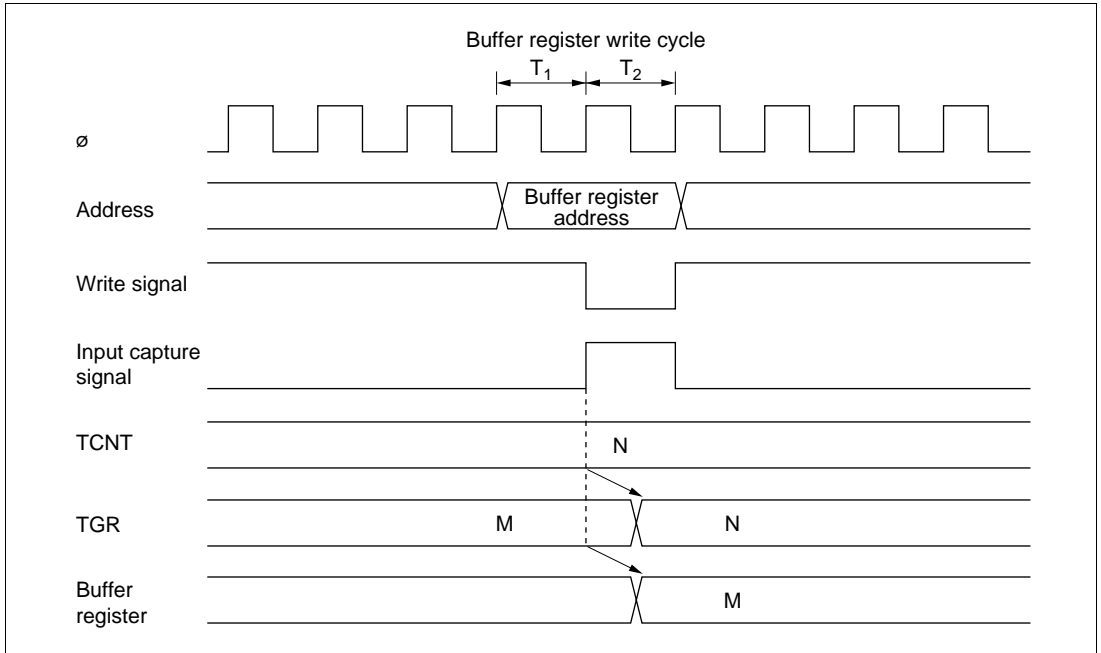 Buffer register write cycle
T₁ T₂
ø
Address
Buffer register
address
Write signal
Input capture
signal
TCNT
N
TGR
M N
Buffer
register
M